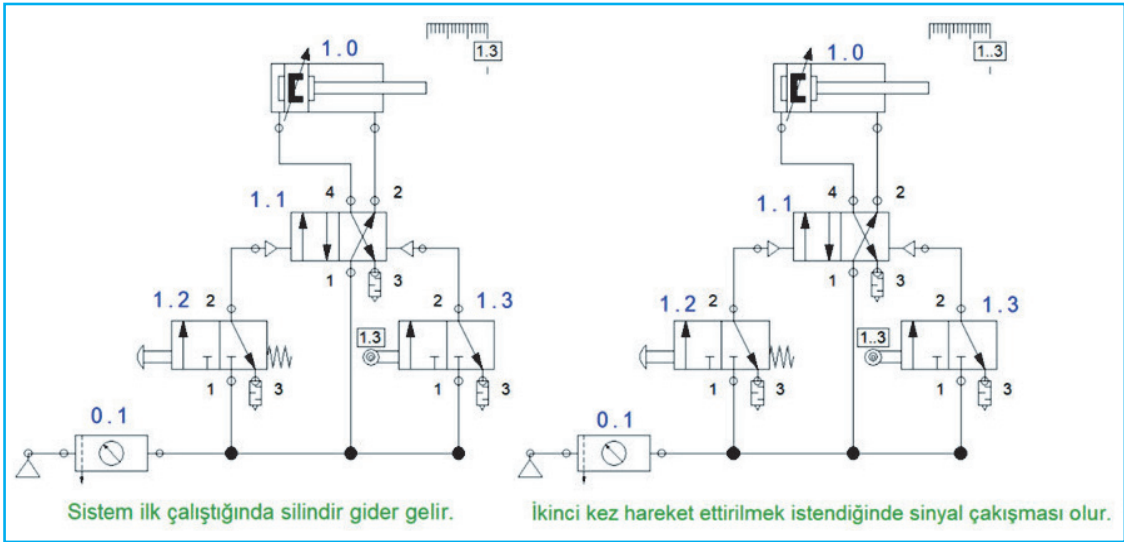 1.3
1.0
4 2
1.1
1 3
1.2 2 2 1.3
1.3
1 3 1 3
0.1
Sistem ilk çalıştığında silindir gider gelir.
1..3
1.0
4 2
1.1
1 3
1.2 2 2 1.3
1..3
1 3 1 3
0.1
İkinci kez hareket ettirilmek istendiğinde sinyal çakışması olur.